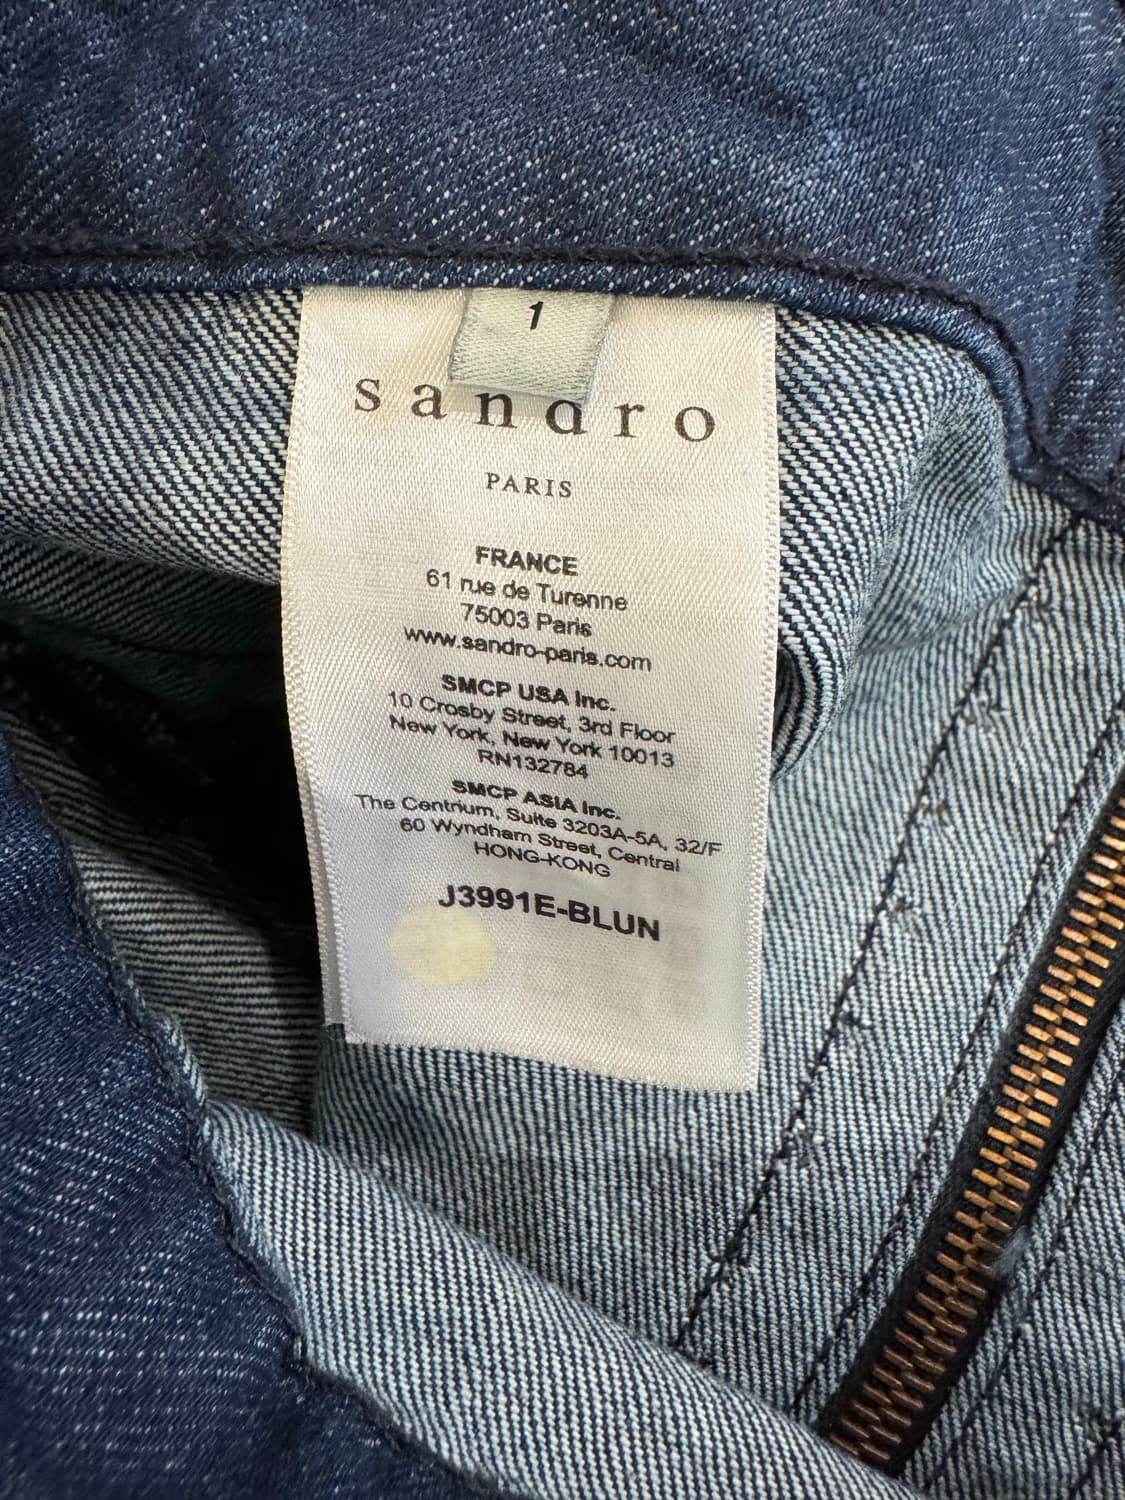 1
sandro
PARIS
FRANCE
61 rue de Turenne
75003 Paris
www.sandro-paris.com
SMCP USA Inc.
10 Crosby Street, 3rd Floor
New York, New York 10013
RN132784
SMCP ASIA Inc.
The Centrium, Suite 3203A-5A, 32/F
60 Wyndham Street, Central
HONG-KONG
J3991E-BLUN